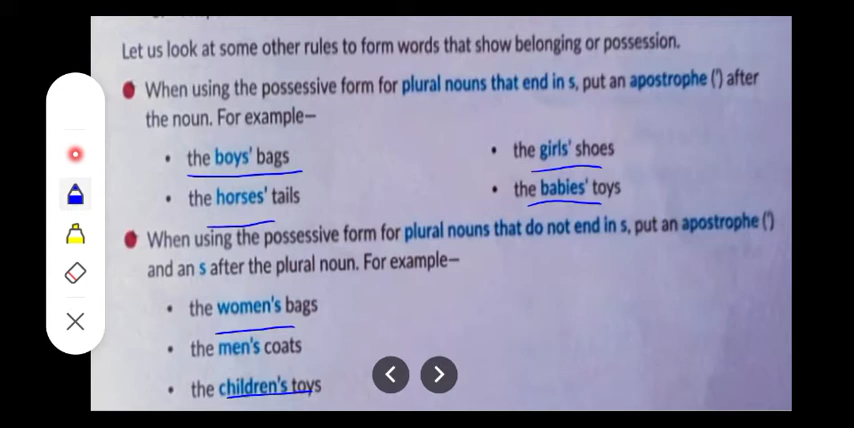 Let us look at some other rules to form words that show belonging or possession.
When using the possessive form for plural nouns that end in s, put an apostrophe (') after
the noun. For example—
• the boys' bags
• the girls' shoes
• the horses' tails
• the babies' toys
When using the possessive form for plural nouns that do not end in s, put an apostrophe (')
and an s after the plural noun. For example—
• the women's bags
• the men's coats
• the children's toys